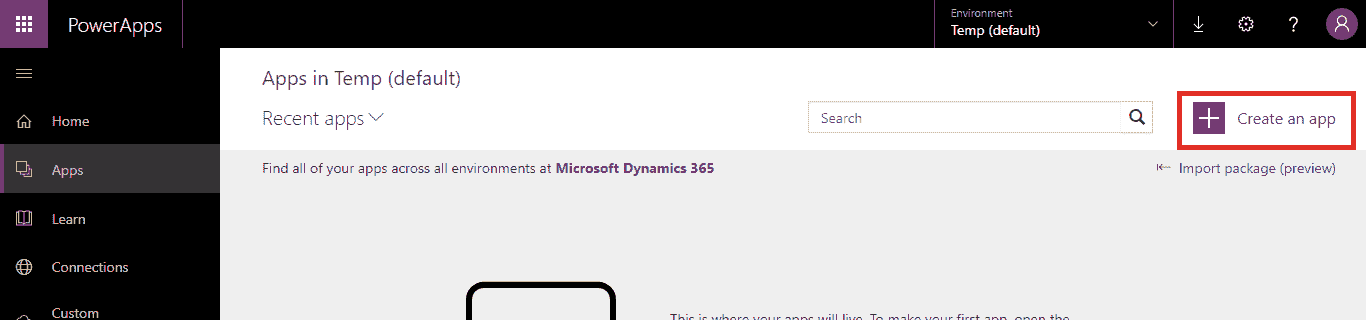 PowerApps
Environment
Temp (default)
?
Apps in Temp (default)
Recent apps
Search
Create an app
Home
Apps
Learn
Connections
Custom
Find all of your apps across all environments at Microsoft Dynamics 365
Import package (preview)
This is where your apps will live. To make your first app, open the